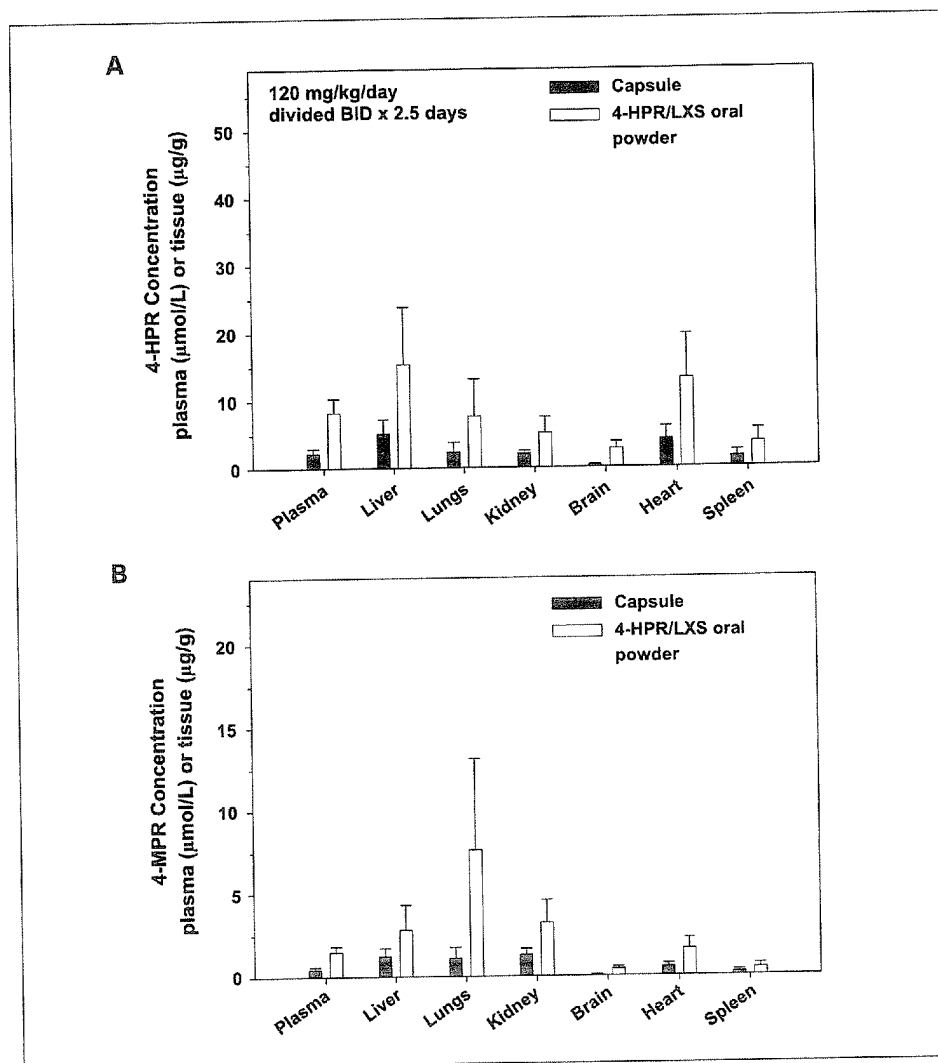 A
120 mg/kg/day
divided BID x 2.5 days
Capsule
4-HPR/LXS oral
powder
4-HPR Concentration
plasma (μmol/L) or tissue (μg/g)
50
40
30
20
10
0
Plasma
Liver
Lungs
Kidney
Brain
Heart
Spleen
B
Capsule
4-HPR/LXS oral
powder
4-MPR Concentration
plasma (μmol/L) or tissue (μg/g)
20
15
10
5
0
Plasma
Liver
Lungs
Kidney
Brain
Heart
Spleen